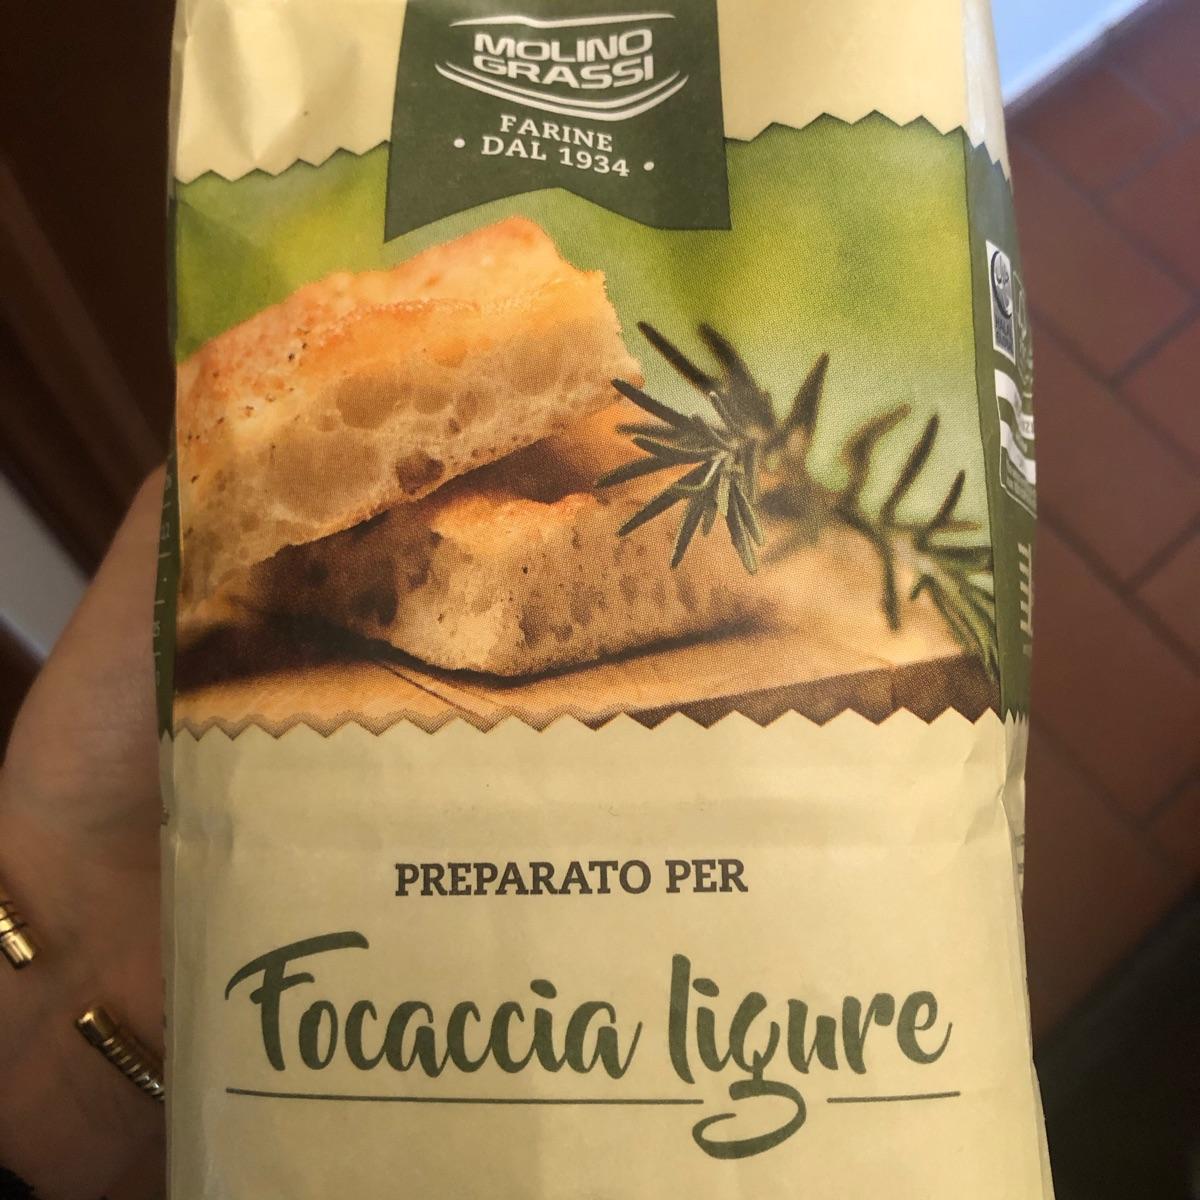 MOLINO
GRASSI
FARINE
• DAL 1934 •
PREPARATO PER
Focaccia ligure